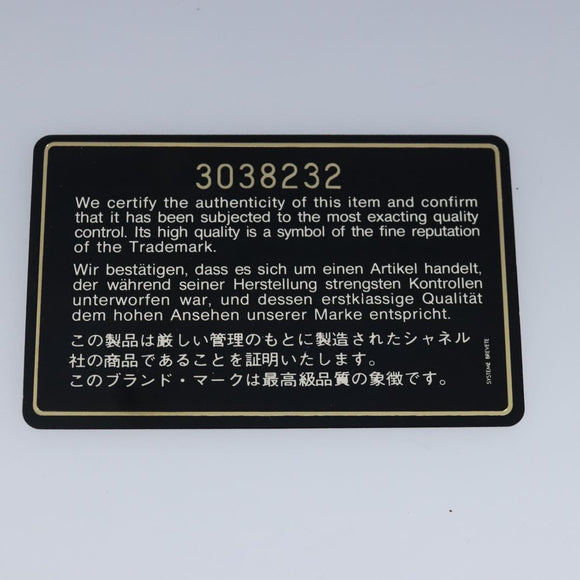 3038232
We certify the authenticity of this item and confirm
that it has been subjected to the most exacting quality
control. Its high quality is a symbol of the fine reputation
of the Trademark.
Wir bestätigen, dass es sich um einen Artikel handelt,
der während seiner Herstellung strengsten Kontrollen
unterworfen war, und dessen erstklassige Qualität
dem hohen Ansehen unserer Marke entspricht.
この製品は厳しい管理のもとに製造されたシャネル
社の商品であることを証明いたします。
このブランド・マークは最高級品質の象徴です。
SYSTEME BREVETE